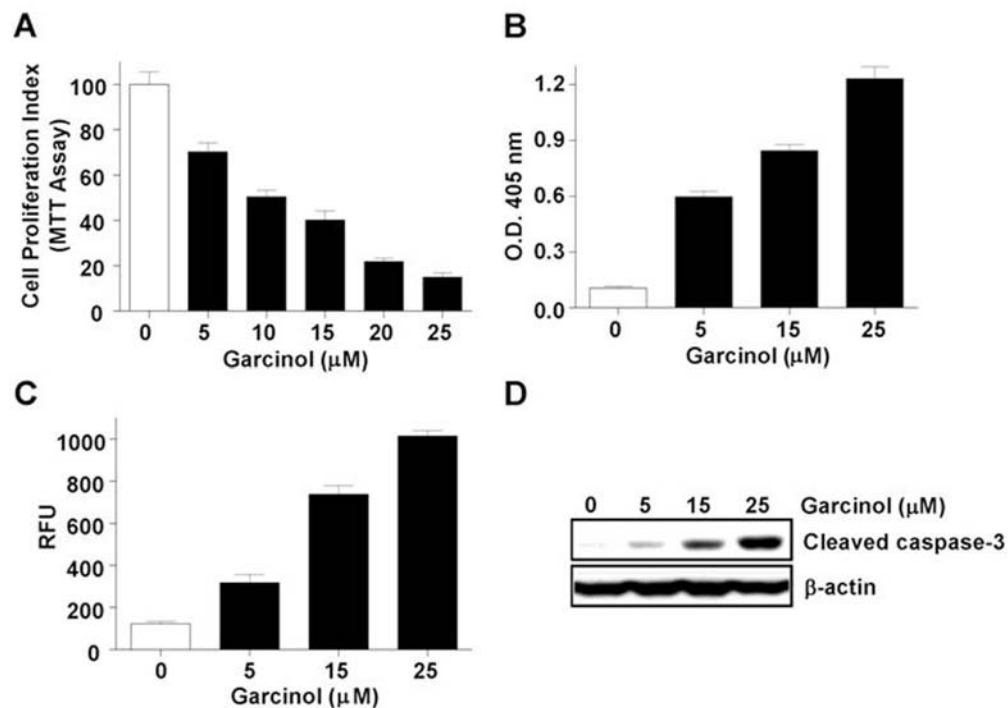 A
Cell Proliferation Index
(MTT Assay)
100
80
60
40
20
0
0 5 10 15 20 25
Garcinol (μM)
B
O.D. 405 nm
1.2
0.9
0.6
0.3
0.0
0 5 15 25
Garcinol (μM)
C
RFU
1000
800
600
400
200
0
0 5 15 25
Garcinol (μM)
D
0 5 15 25 Garcinol (μM)
Cleaved caspase-3
β-actin